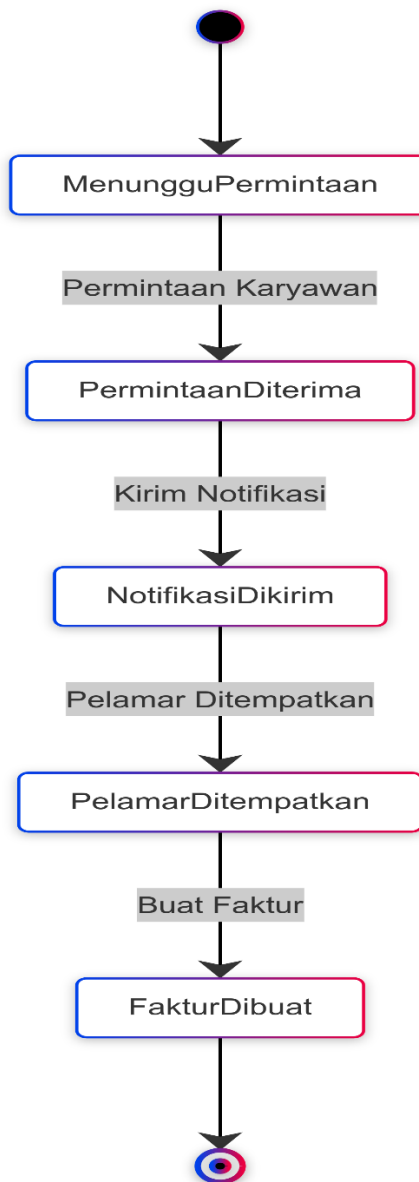 MenungguPermintaan
Permintaan Karyawan
PermintaanDiterima
Kirim Notifikasi
NotifikasiDikirim
Pelamar Ditempatkan
PelamarDitempatkan
Buat Faktur
FakturDibuat